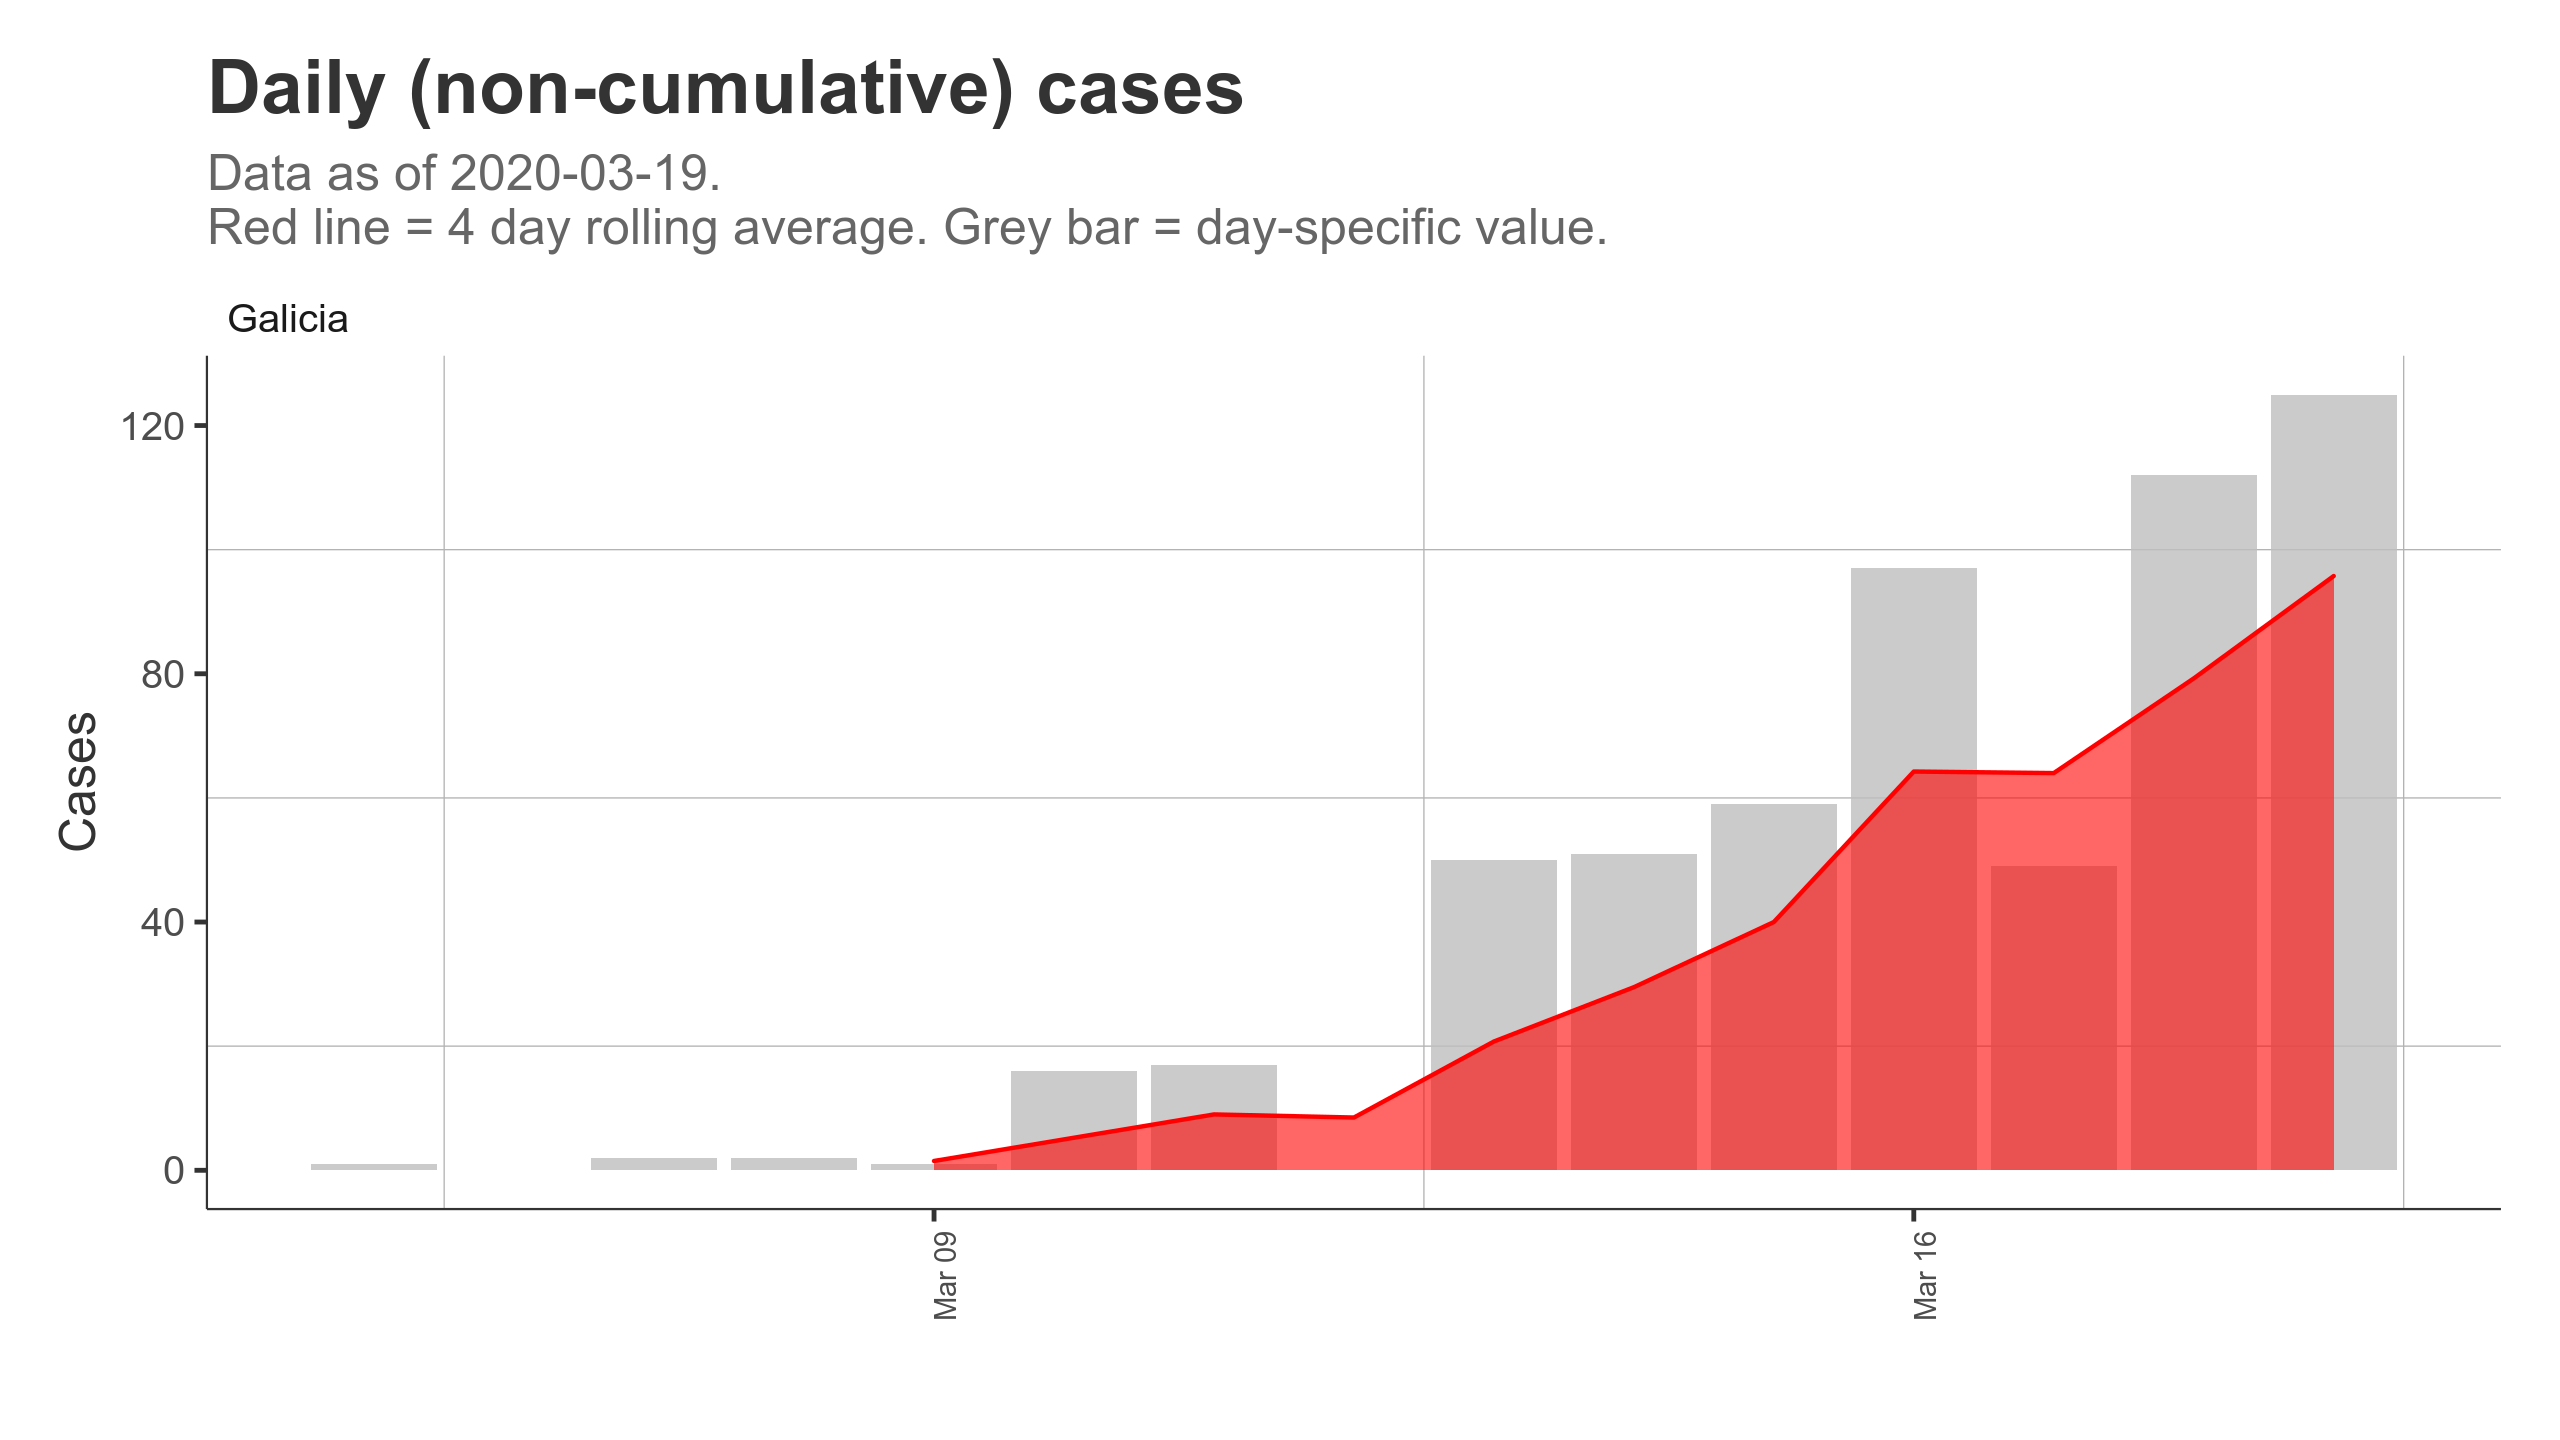 Daily (non-cumulative) cases
Data as of 2020-03-19.
Red line = 4 day rolling average. Grey bar = day-specific value.
Galicia
120
80
40
0
Cases
Mar 09
Mar 16